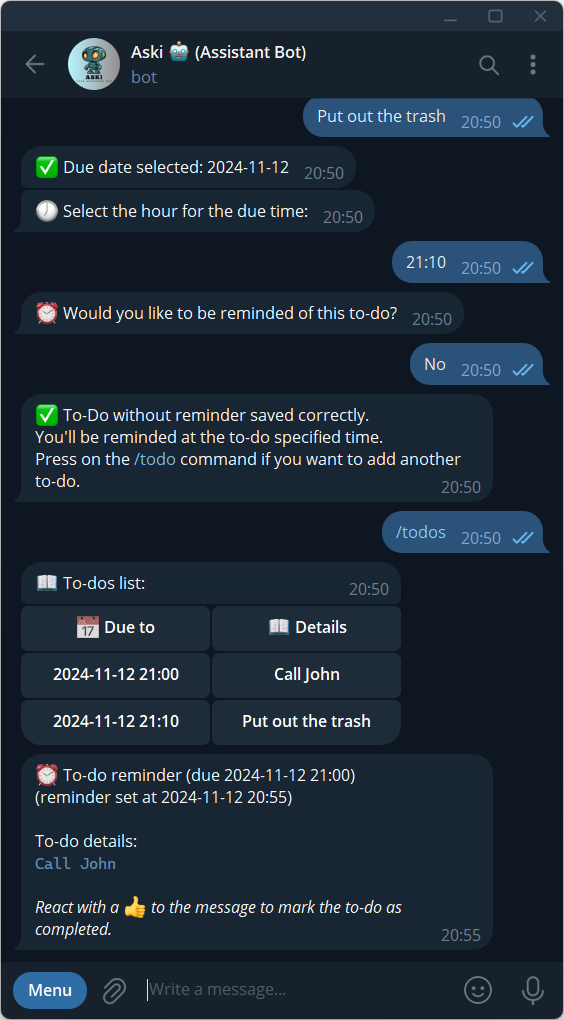 Aski 🤖 (Assistant Bot)
bot
ASKI
Put out the trash 20:50
✅ Due date selected: 2024-11-12 20:50
🕖 Select the hour for the due time: 20:50
21:10 20:50
⏰ Would you like to be reminded of this to-do? 20:50
No 20:50
✅ To-Do without reminder saved correctly.
You'll be reminded at the to-do specified time.
Press on the /todo command if you want to add another
to-do. 20:50
/todos 20:50
📖 To-dos list: 20:50
📅 Due to 📖 Details
2024-11-12 21:00 Call John
2024-11-12 21:10 Put out the trash
⏰ To-do reminder (due 2024-11-12 21:00)
(reminder set at 2024-11-12 20:55)
To-do details:
Call John
React with a 👍 to the message to mark the to-do as
completed. 20:55
Menu Write a message...